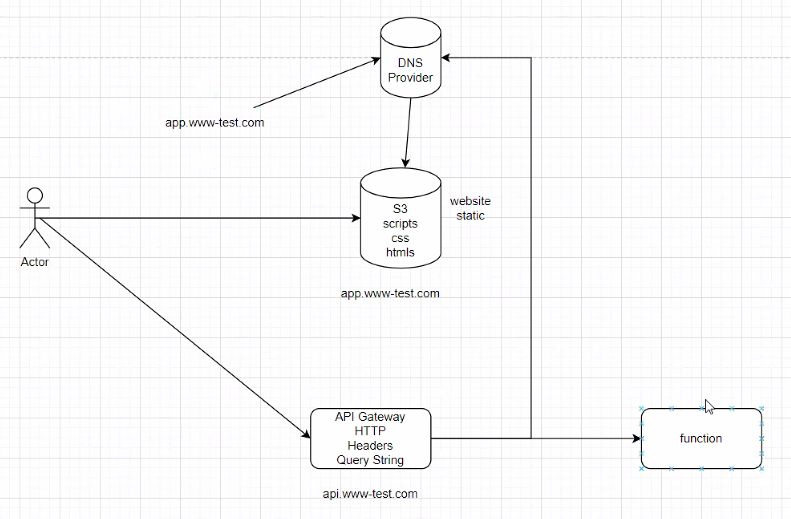 DNS
Provider
app.www-test.com
S3
scripts
css
htmls
website
static
Actor
app.www-test.com
API Gateway
HTTP
Headers
Query String
function
api.www-test.com